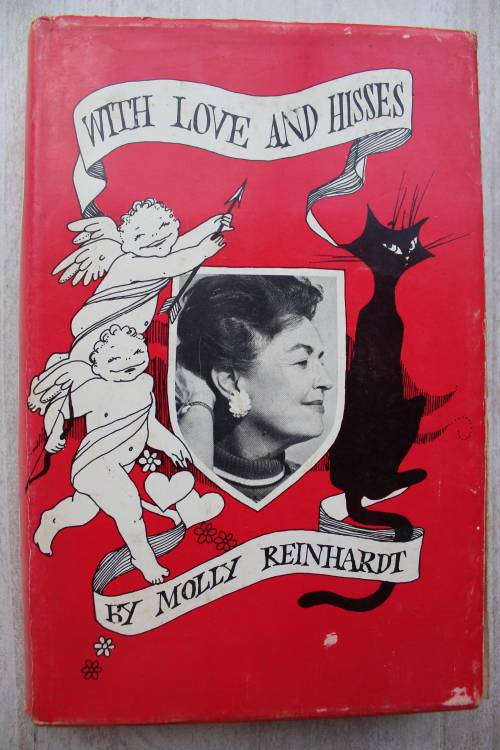 WITH LOVE AND HISSES
BY MOLLY REINHARDT